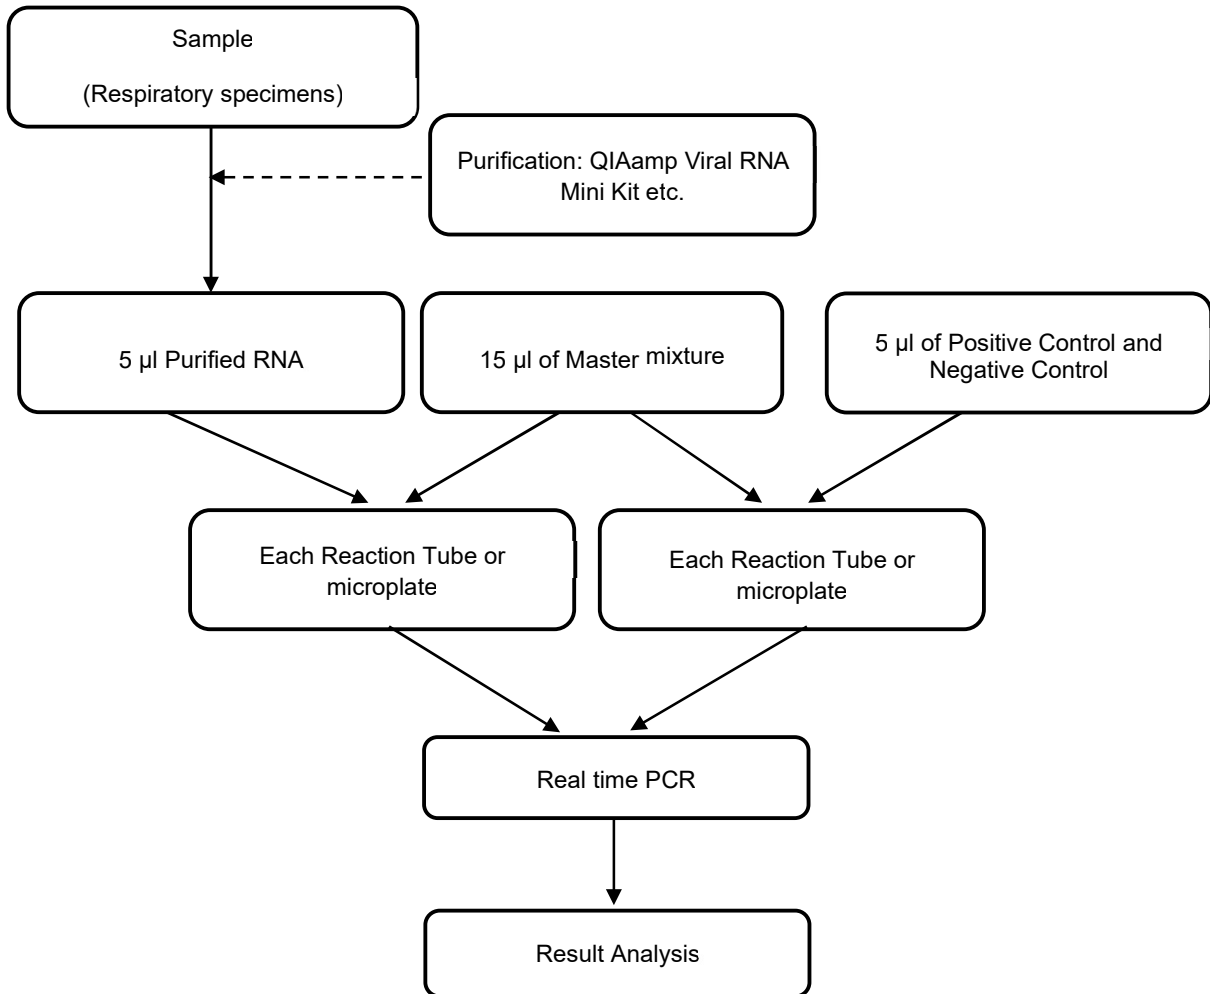 Sample
(Respiratory specimens)
Purification: QIAamp Viral RNA
Mini Kit etc.
5 µl Purified RNA
15 µl of Master mixture
5 µl of Positive Control and
Negative Control
Each Reaction Tube or
microplate
Each Reaction Tube or
microplate
Real time PCR
Result Analysis